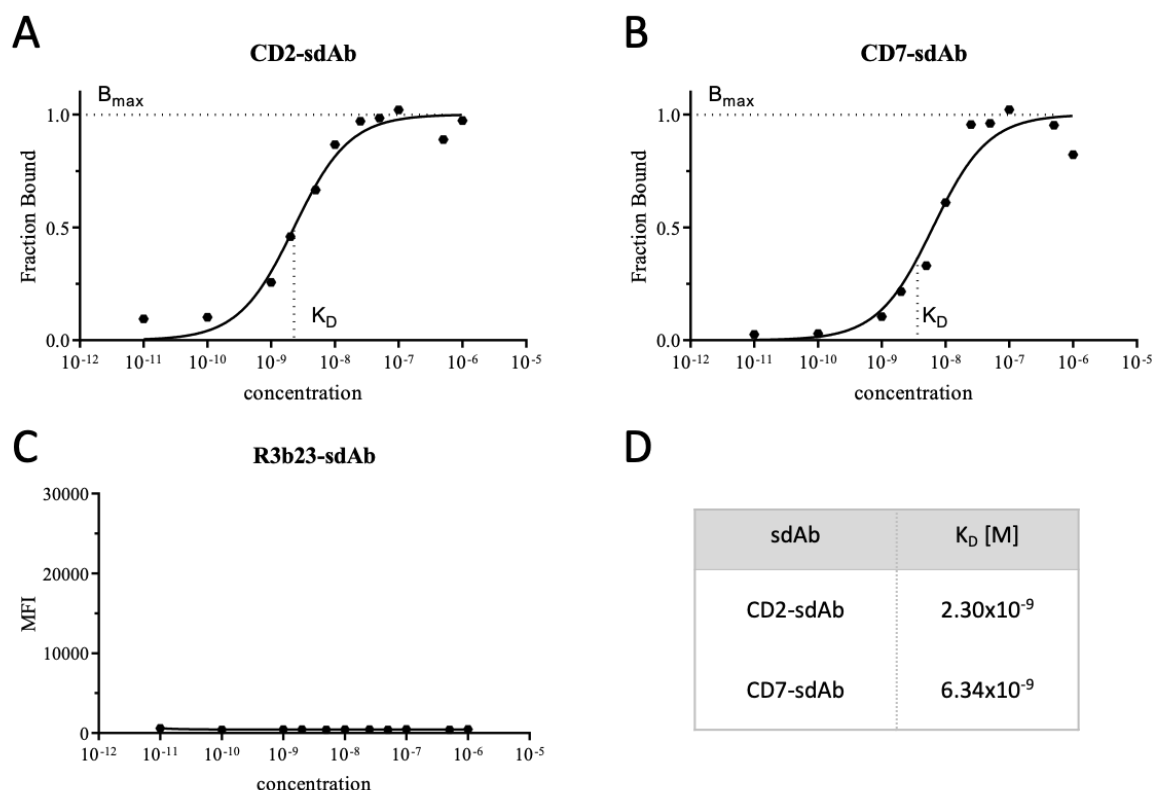 A
CD2-sdAb
Bmax
1.0
0.5
0.0
Fraction Bound
KD
10-12 10-11 10-10 10-9 10-8 10-7 10-6 10-5
concentration
B
CD7-sdAb
Bmax
1.0
0.5
0.0
Fraction Bound
KD
10-12 10-11 10-10 10-9 10-8 10-7 10-6 10-5
concentration
C
R3b23-sdAb
30000
20000
10000
0
MFI
10-12 10-11 10-10 10-9 10-8 10-7 10-6 10-5
concentration
D
sdAb KD [M]
CD2-sdAb 2.30x10-9
CD7-sdAb 6.34x10-9